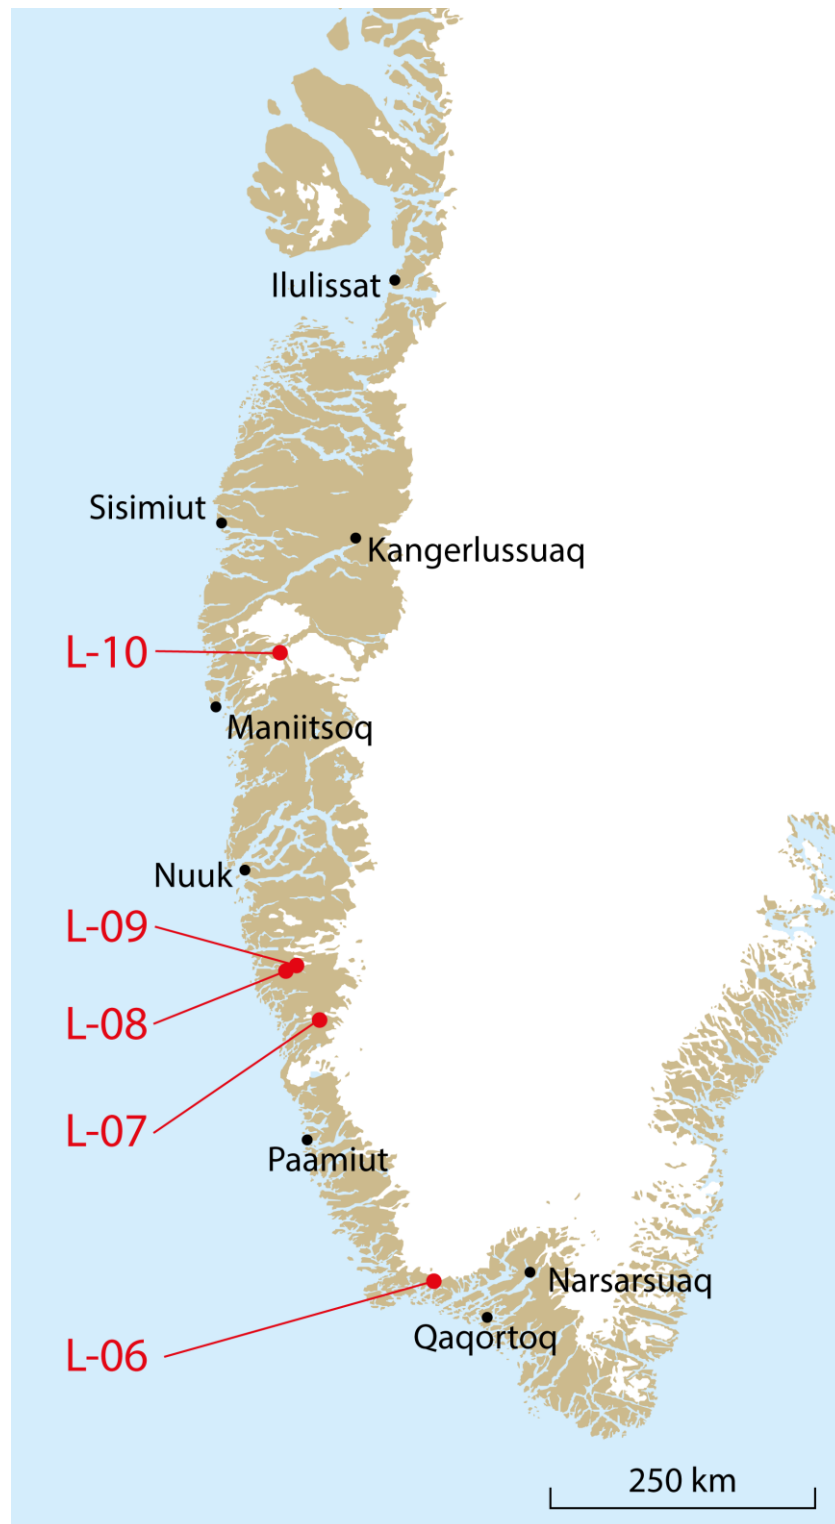 Ilulissat
Sisimiut
Kangerlussuaq
L-10
Maniitsoq
Nuuk
L-09
L-08
L-07
Paamiut
Narsarsuaq
Qaqortoq
L-06
250 km